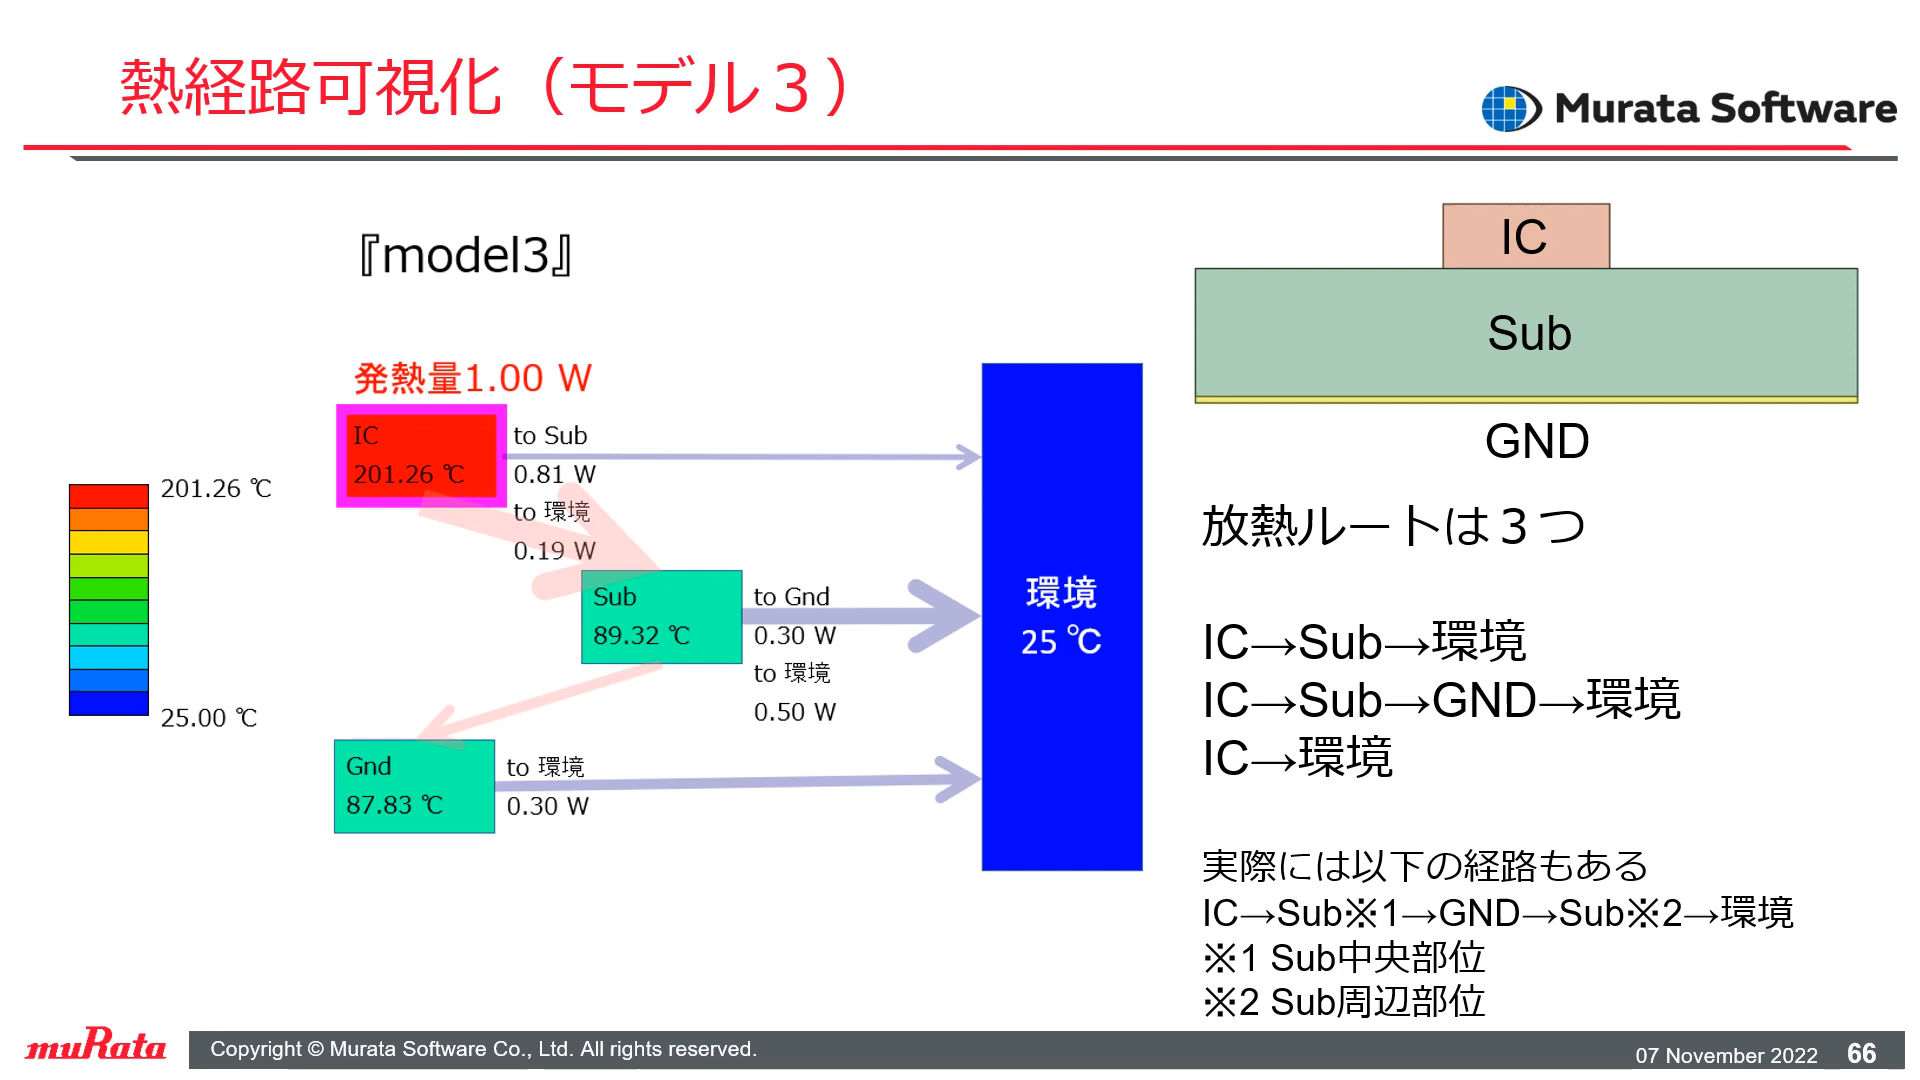 熱経路可視化（モデル３）
Murata Software
『model3』
発熱量1.00 W
IC
201.26 ℃
to Sub
0.81 W
to 環境
0.19 W
201.26 ℃
25.00 ℃
Sub
89.32 ℃
to Gnd
0.30 W
to 環境
0.50 W
Gnd
87.83 ℃
to 環境
0.30 W
環境
25 ℃
IC
Sub
GND
放熱ルートは３つ
IC→Sub→環境
IC→Sub→GND→環境
IC→環境
実際には以下の経路もある
IC→Sub※1→GND→Sub※2→環境
※1 Sub中央部位
※2 Sub周辺部位
muRata
Copyright © Murata Software Co., Ltd. All rights reserved.
07 November 2022
66